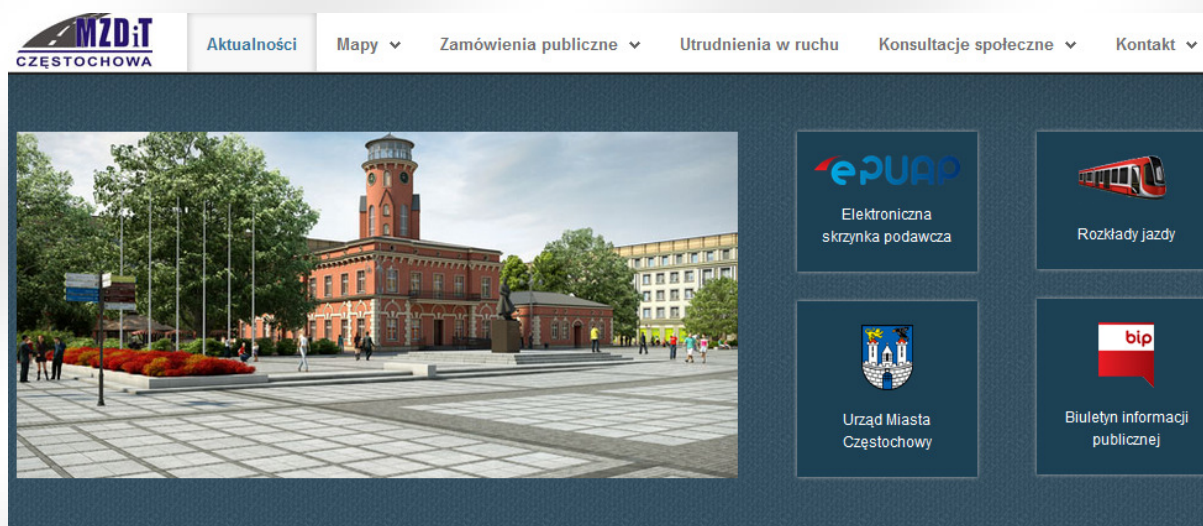 MZDiT
CZĘSTOCHOWA
Aktualności
Mapy
Zamówienia publiczne
Utrudnienia w ruchu
Konsultacje społeczne
Kontakt
ePUAP
Elektroniczna
skrzynka podawcza
Rozkłady jazdy
Urząd Miasta
Częstochowy
bip
Biuletyn informacji
publicznej